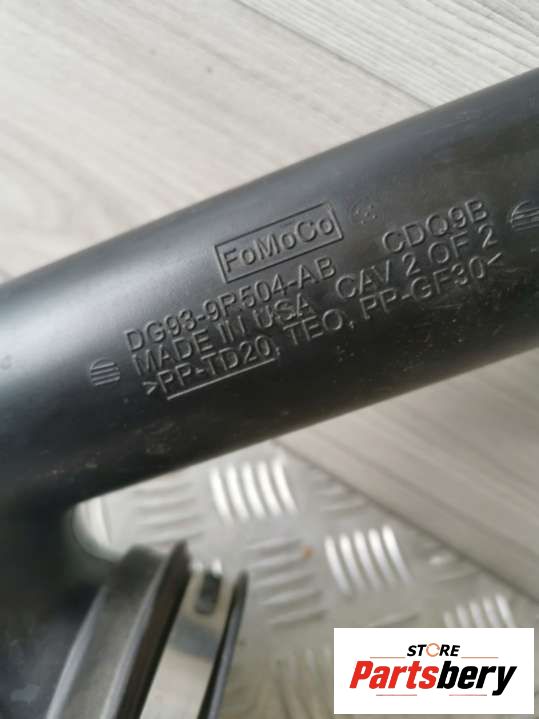 FoMoCo
DG93-9R504-AB CDQ9B
MADE IN USA CAV 2 OF 2
>PP-TD20, TEO, PP-GF30<
STORE
Partsbery